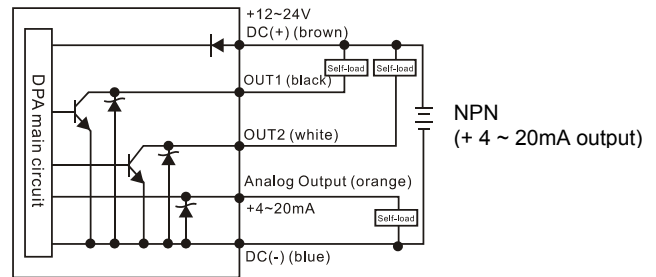 +12~24V
DC(+) (brown)
Self-load
Self-load
OUT1 (black)
DPA main circuit
NPN
(+ 4 ~ 20mA output)
OUT2 (white)
Analog Output (orange)
+4~20mA
Self-load
DC(-) (blue)